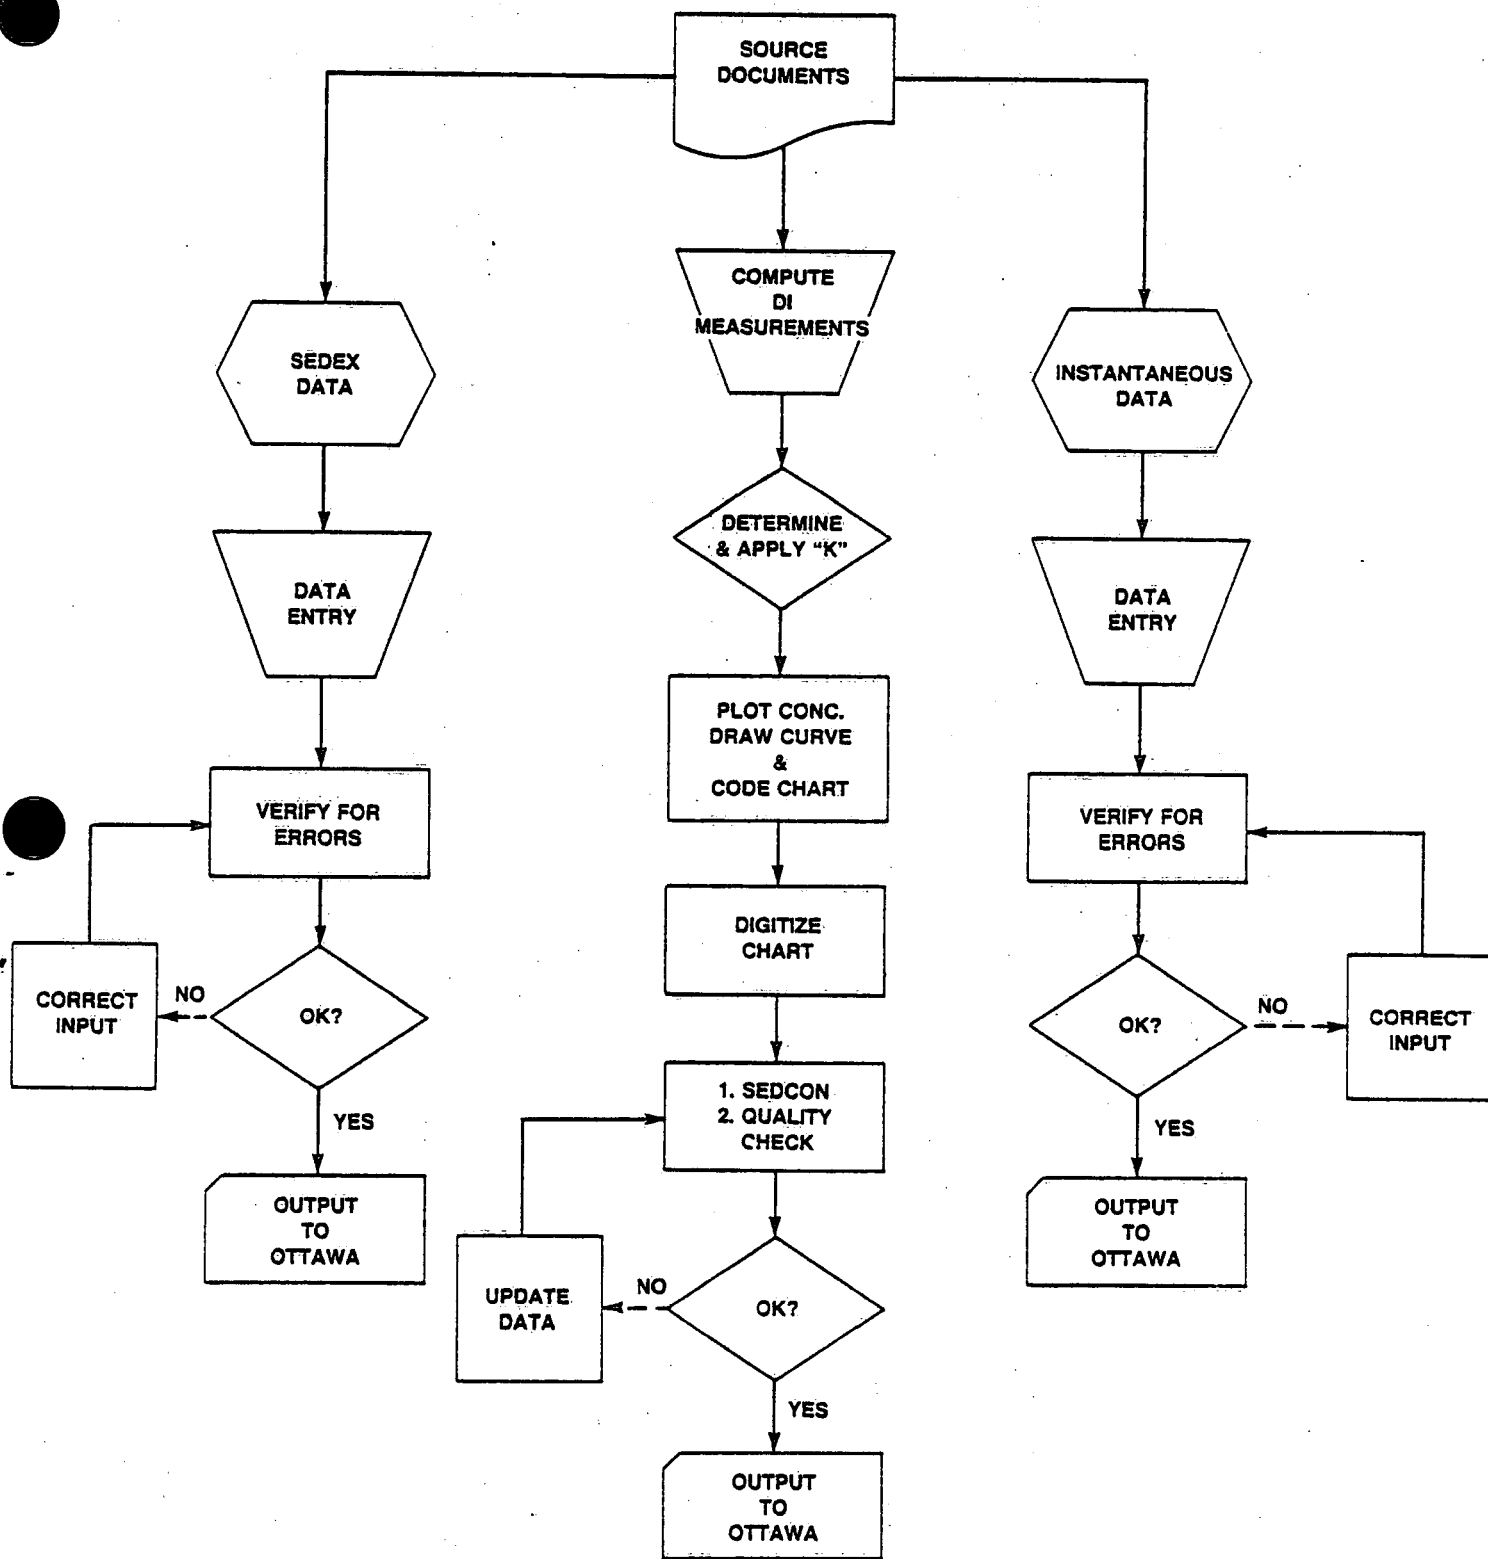 SOURCE
DOCUMENTS
SEDEX
DATA
DATA
ENTRY
VERIFY FOR
ERRORS
OK?
NO
CORRECT
INPUT
YES
OUTPUT
TO
OTTAWA
COMPUTE
DI
MEASUREMENTS
DETERMINE
& APPLY "K"
PLOT CONC.
DRAW CURVE
&
CODE CHART
DIGITIZE
CHART
1. SEDCON
2. QUALITY
CHECK
OK?
NO
UPDATE
DATA
YES
OUTPUT
TO
OTTAWA
INSTANTANEOUS
DATA
DATA
ENTRY
VERIFY FOR
ERRORS
OK?
NO
CORRECT
INPUT
YES
OUTPUT
TO
OTTAWA